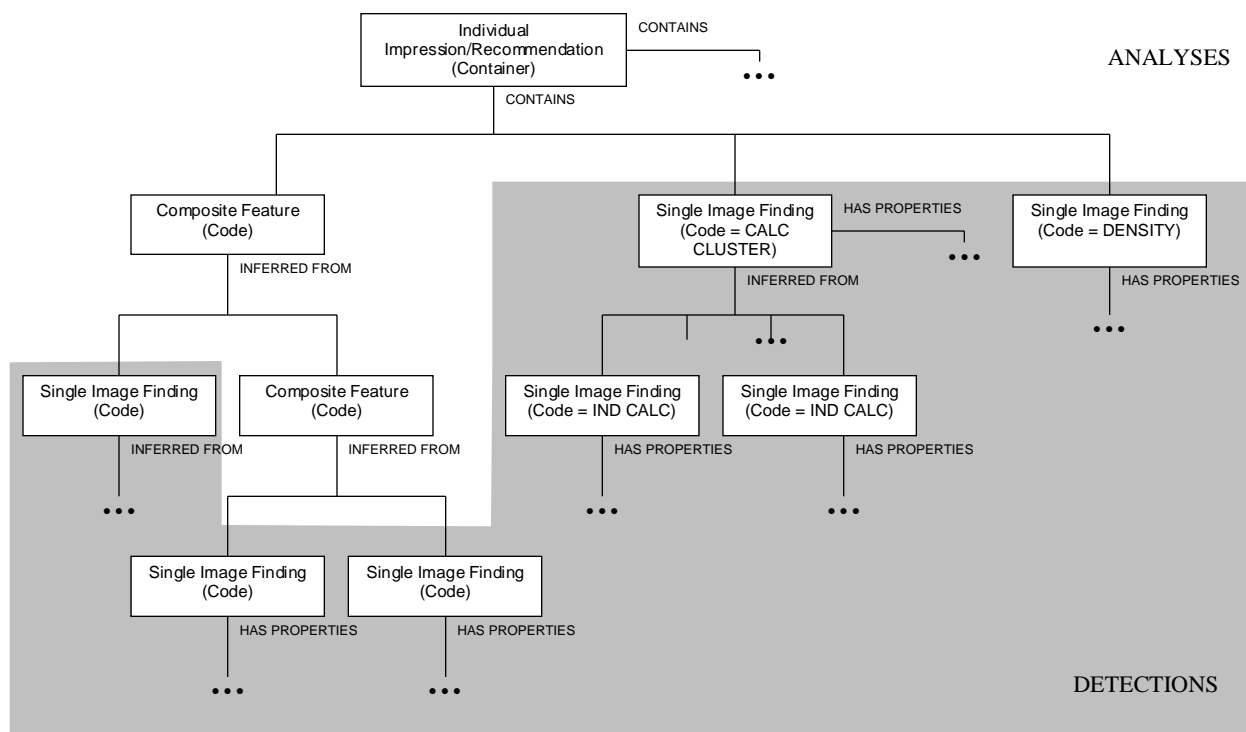 Individual
Impression/Recommendation
(Container)
CONTAINS
•••
ANALYSES
CONTAINS
Composite Feature
(Code)
Single Image Finding
(Code = CALC
CLUSTER)
HAS PROPERTIES
•••
Single Image Finding
(Code = DENSITY)
INFERRED FROM
INFERRED FROM
HAS PROPERTIES
•••
•••
Single Image Finding
(Code)
Composite Feature
(Code)
Single Image Finding
(Code = IND CALC)
Single Image Finding
(Code = IND CALC)
INFERRED FROM
INFERRED FROM
HAS PROPERTIES
HAS PROPERTIES
•••
•••
•••
Single Image Finding
(Code)
Single Image Finding
(Code)
HAS PROPERTIES
HAS PROPERTIES
•••
•••
DETECTIONS